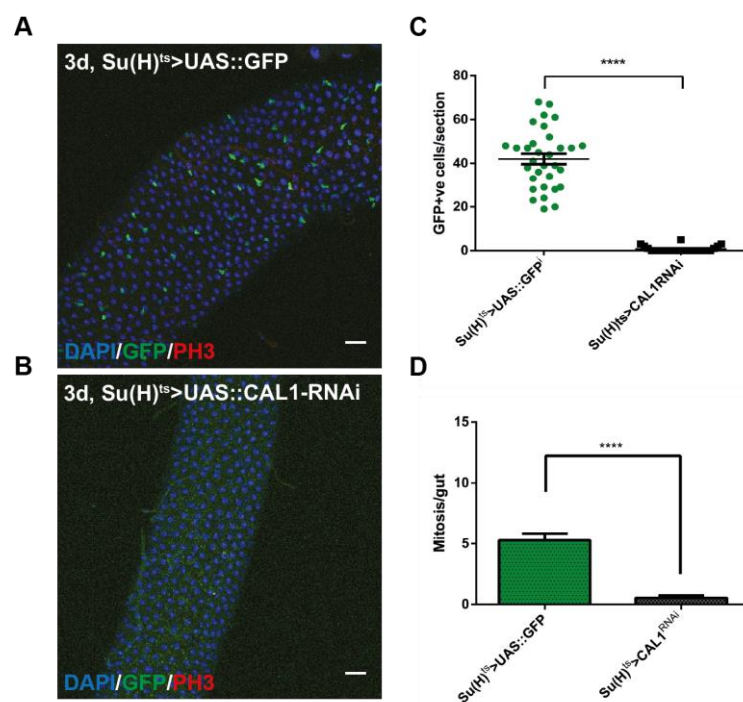 A
3d, Su(H)ᵗˢ>UAS::GFP
DAPI/GFP/PH3
B
3d, Su(H)ᵗˢ>UAS::CAL1-RNAi
DAPI/GFP/PH3
C
****
80
60
40
20
0
GFP+ve cells/section
Su(H)ᵗˢ>UAS::GFPⁱ
Su(H)ts>CAL1RNAi
D
****
15
10
5
0
Mitosis/gut
Su(H)ᵗˢ>UAS::GFP
Su(H)ᵗˢ>CAL1ᴿᴺᴬⁱ